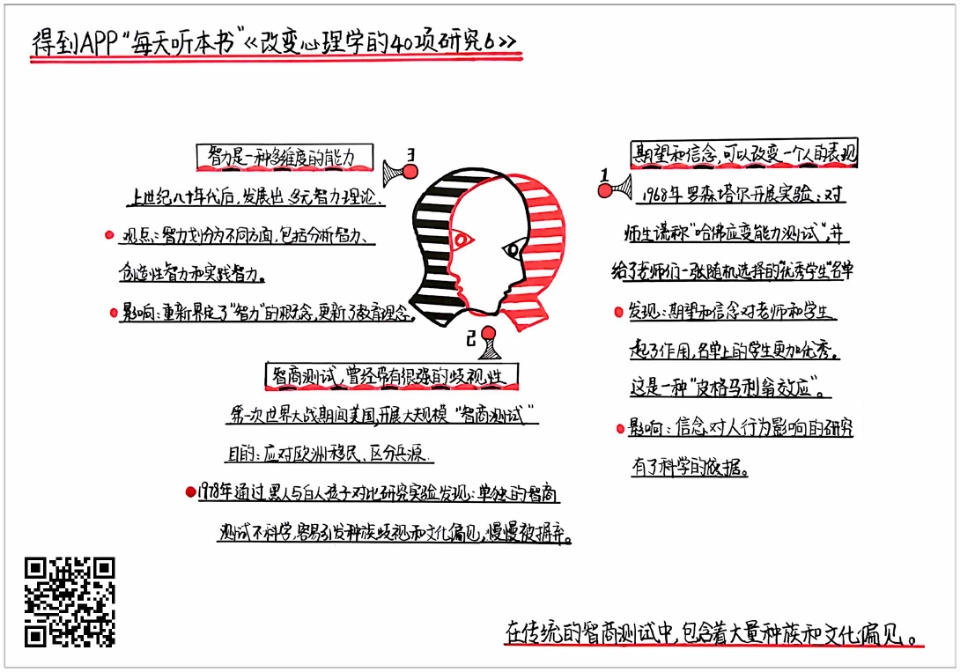 得到APP“每天听本书”《改变心理学的40项研究6》
1
期望和信念,可以改变一个人的表现
1968年罗森塔尔开展实验:对
师生谎称“哈佛应变能力测试”,并
给了老师们一张随机选择的“优秀学生”名单
发现:期望和信念对老师和学生
起了作用,名单上的学生更加优秀。
这是一种“皮格马利翁效应”。
影响:信念对人行为影响的研究
有了科学的依据。
2
智商测试,曾经带有很强的歧视性
第一次世界大战期间美国,开展大规模“智商测试”
目的:应对欧洲移民、区分兵源.
1978年通过黑人与白人孩子对比研究实验发现:单独的智商
测试不科学,容易引发种族歧视和文化偏见,慢慢被摒弃。
3
智力是一种多维度的能力
上世纪八十年代后,发展出多元智力理论、
观点:智力划分为不同方面,包括分析智力、
创造性智力和实践智力。
影响:重新界定了“智力”的概念,更新了教育理念。
在传统的智商测试中,包含着大量种族和文化偏见。